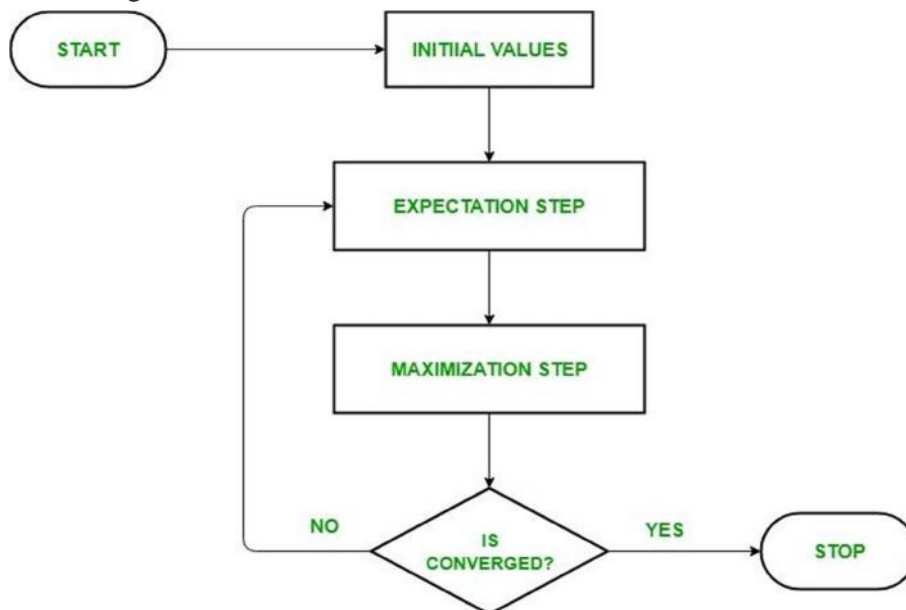 START
INITIIAL VALUES
EXPECTATION STEP
MAXIMIZATION STEP
NO
IS
CONVERGED?
YES
STOP